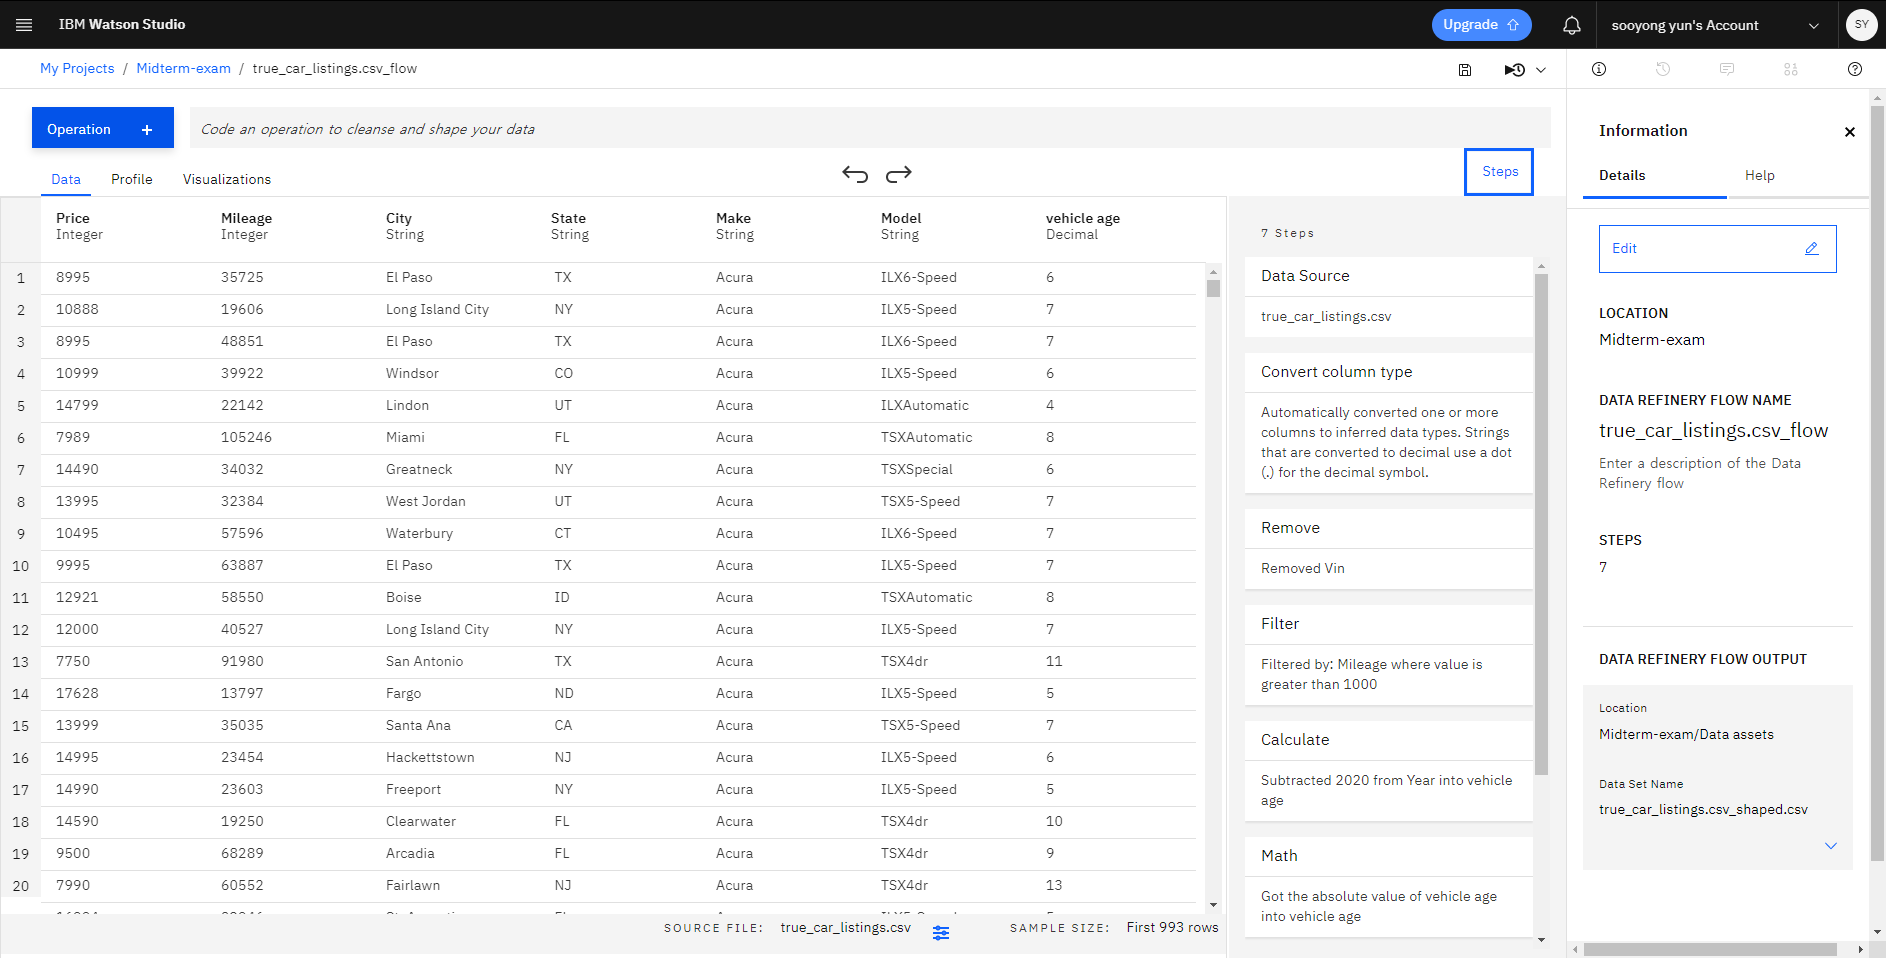 IBM Watson Studio
Upgrade
sooyong yun's Account
SY
My Projects / Midterm-exam / true_car_listings.csv_flow
Operation +
Code an operation to cleanse and shape your data
Data Profile Visualizations
Steps
Price Mileage City State Make Model vehicle age
Integer Integer String String String String Decimal
1 8995 35725 El Paso TX Acura ILX6-Speed 6
2 10888 19606 Long Island City NY Acura ILX5-Speed 7
3 8995 48851 El Paso TX Acura ILX6-Speed 7
4 10999 39922 Windsor CO Acura ILX5-Speed 6
5 14799 22142 Lindon UT Acura ILXAutomatic 4
6 7989 105246 Miami FL Acura TSXAutomatic 8
7 14490 34032 Greatneck NY Acura TSXSpecial 6
8 13995 32384 West Jordan UT Acura TSX5-Speed 7
9 10495 57596 Waterbury CT Acura ILX6-Speed 7
10 9995 63887 El Paso TX Acura ILX5-Speed 7
11 12921 58550 Boise ID Acura TSXAutomatic 8
12 12000 40527 Long Island City NY Acura ILX5-Speed 7
13 7750 91980 San Antonio TX Acura TSX4dr 11
14 17628 13797 Fargo ND Acura ILX5-Speed 5
15 13999 35035 Santa Ana CA Acura TSX5-Speed 7
16 14995 23454 Hackettstown NJ Acura ILX5-Speed 6
17 14990 23603 Freeport NY Acura ILX5-Speed 5
18 14590 19250 Clearwater FL Acura TSX4dr 10
19 9500 68289 Arcadia FL Acura TSX4dr 9
20 7990 60552 Fairlawn NJ Acura TSX4dr 13
SOURCE FILE: true_car_listings.csv SAMPLE SIZE: First 993 rows
7 Steps
Data Source
true_car_listings.csv
Convert column type
Automatically converted one or more
columns to inferred data types. Strings
that are converted to decimal use a dot
(.) for the decimal symbol.
Remove
Removed Vin
Filter
Filtered by: Mileage where value is
greater than 1000
Calculate
Subtracted 2020 from Year into vehicle
age
Math
Got the absolute value of vehicle age
into vehicle age
Information
Details Help
Edit
LOCATION
Midterm-exam
DATA REFINERY FLOW NAME
true_car_listings.csv_flow
Enter a description of the Data
Refinery flow
STEPS
7
DATA REFINERY FLOW OUTPUT
Location
Midterm-exam/Data assets
Data Set Name
true_car_listings.csv_shaped.csv